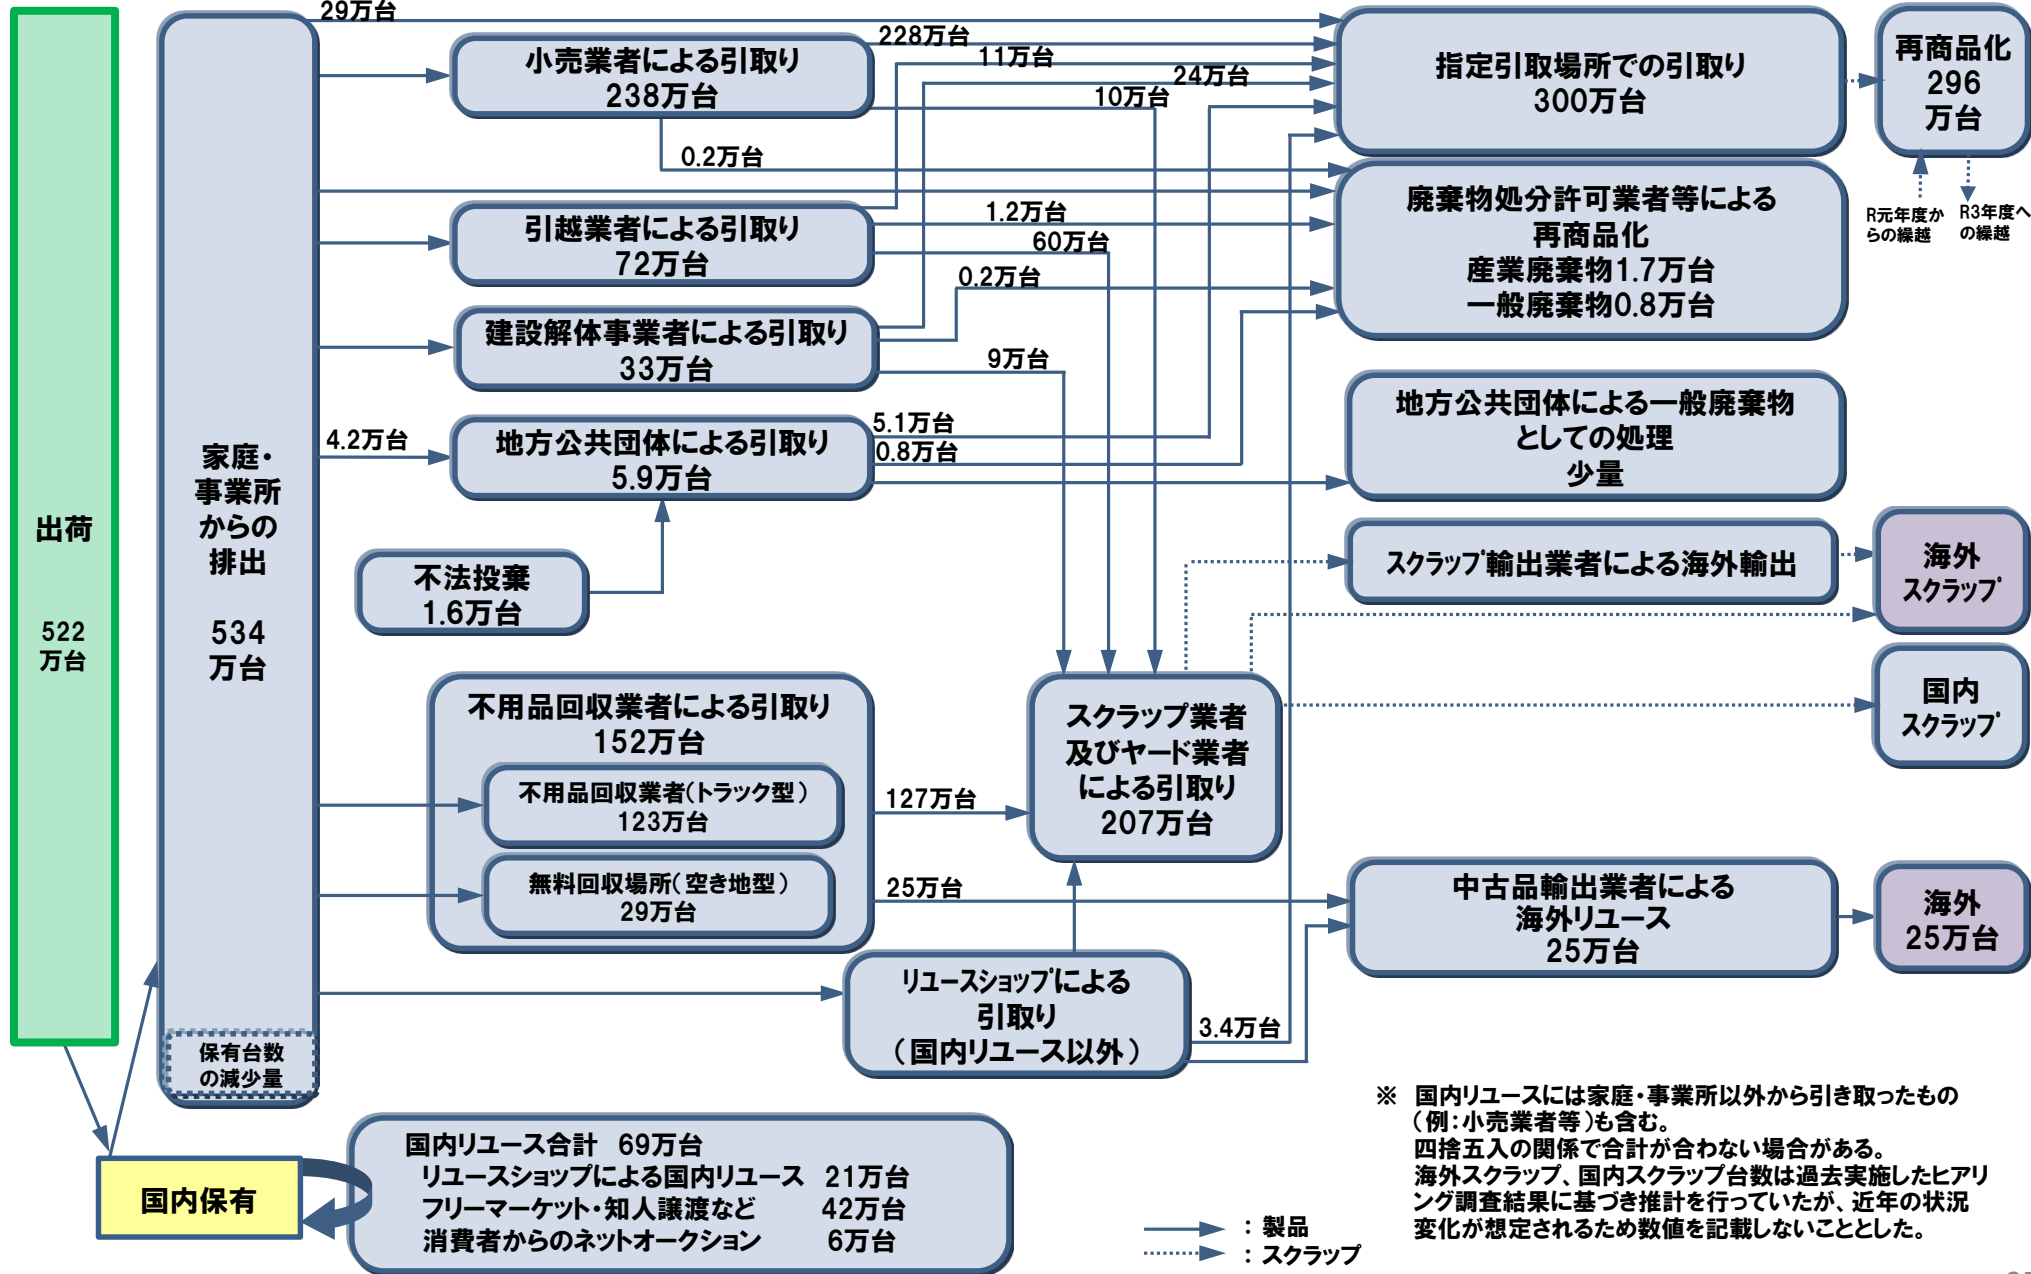 29万台
小売業者による引取り
238万台
228万台
11万台
24万台
10万台
0.2万台
指定引取場所での引取り
300万台
再商品化
296
万台
R元年度か
らの繰越
R3年度へ
の繰越
引越業者による引取り
72万台
1.2万台
60万台
0.2万台
廃棄物処分許可業者等による
再商品化
産業廃棄物1.7万台
一般廃棄物0.8万台
建設解体事業者による引取り
33万台
9万台
4.2万台
地方公共団体による引取り
5.9万台
5.1万台
0.8万台
地方公共団体による一般廃棄物
としての処理
少量
出荷
522
万台
家庭・
事業所
からの
排出
534
万台
不法投棄
1.6万台
スクラップ輸出業者による海外輸出
海外
スクラップ
国内
スクラップ
不用品回収業者による引取り
152万台
不用品回収業者(トラック型)
123万台
無料回収場所(空き地型)
29万台
127万台
25万台
スクラップ業者
及びヤード業者
による引取り
207万台
中古品輸出業者による
海外リユース
25万台
海外
25万台
リユースショップによる
引取り
(国内リユース以外)
3.4万台
保有台数
の減少量
国内保有
国内リユース合計 69万台
リユースショップによる国内リユース 21万台
フリーマーケット・知人譲渡など 42万台
消費者からのネットオークション 6万台
: 製品
: スクラップ
※ 国内リユースには家庭・事業所以外から引き取ったもの
(例:小売業者等)も含む。
四捨五入の関係で合計が合わない場合がある。
海外スクラップ、国内スクラップ台数は過去実施したヒアリ
ング調査結果に基づき推計を行っていたが、近年の状況
変化が想定されるため数値を記載しないこととした。